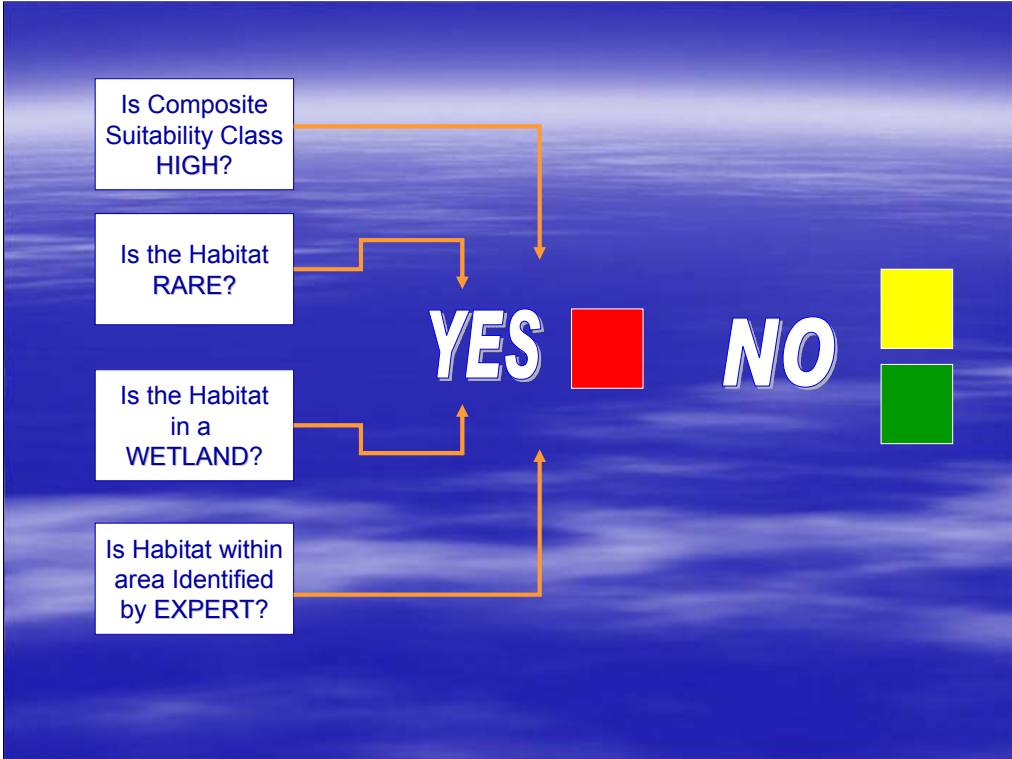 Is Composite
Suitability Class
HIGH?
Is the Habitat
RARE?
YES
NO
Is the Habitat
in a
WETLAND?
Is Habitat within
area Identified
by EXPERT?